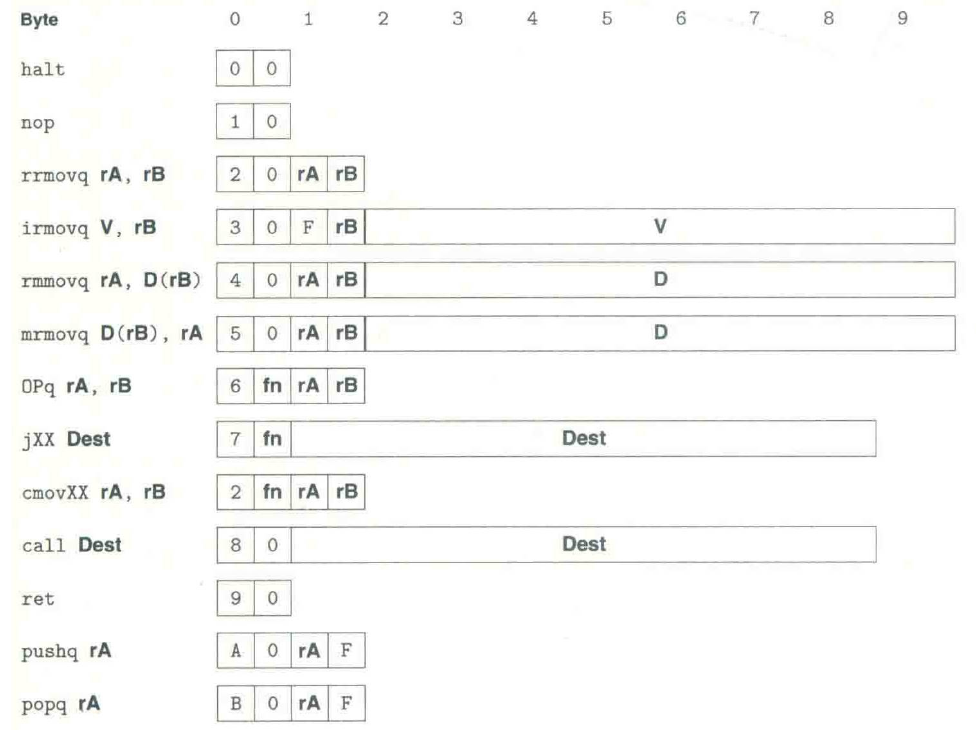 Byte 0 1 2 3 4 5 6 7 8 9
halt 0 0
nop 1 0
rrmovq rA, rB 2 0 rA rB
irmovq V, rB 3 0 F rB V
rmmovq rA, D(rB) 4 0 rA rB D
mrmovq D(rB), rA 5 0 rA rB D
OPq rA, rB 6 fn rA rB
jXX Dest 7 fn Dest
cmovXX rA, rB 2 fn rA rB
call Dest 8 0 Dest
ret 9 0
pushq rA A 0 rA F
popq rA B 0 rA F